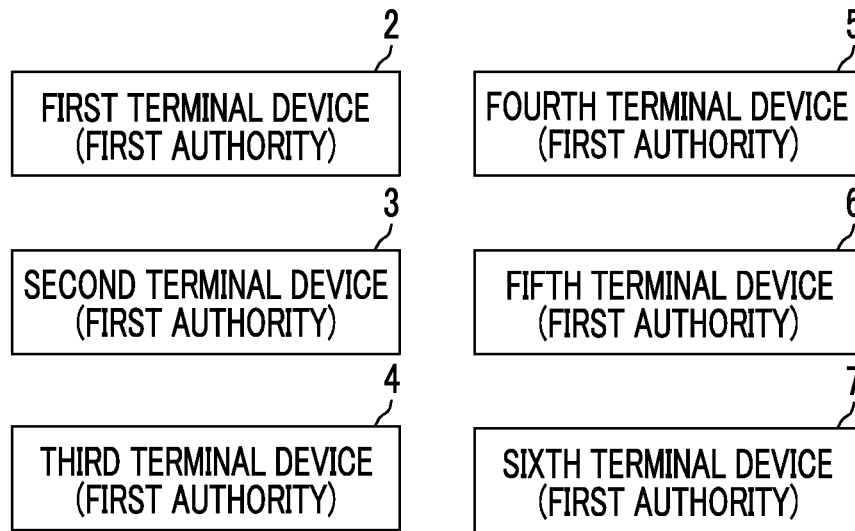 2
FIRST TERMINAL DEVICE
(FIRST AUTHORITY)
5
FOURTH TERMINAL DEVICE
(FIRST AUTHORITY)
3
SECOND TERMINAL DEVICE
(FIRST AUTHORITY)
6
FIFTH TERMINAL DEVICE
(FIRST AUTHORITY)
4
THIRD TERMINAL DEVICE
(FIRST AUTHORITY)
7
SIXTH TERMINAL DEVICE
(FIRST AUTHORITY)